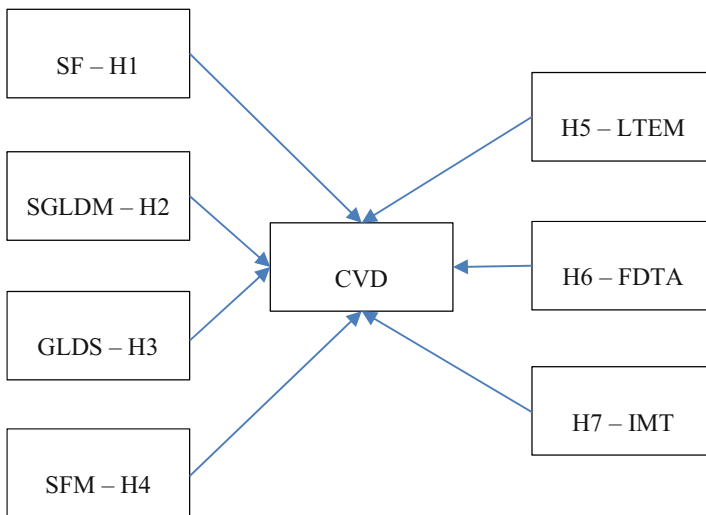 SF – H1
SGLDM – H2
GLDS – H3
SFM – H4
CVD
H5 – LTEM
H6 – FDTA
H7 – IMT